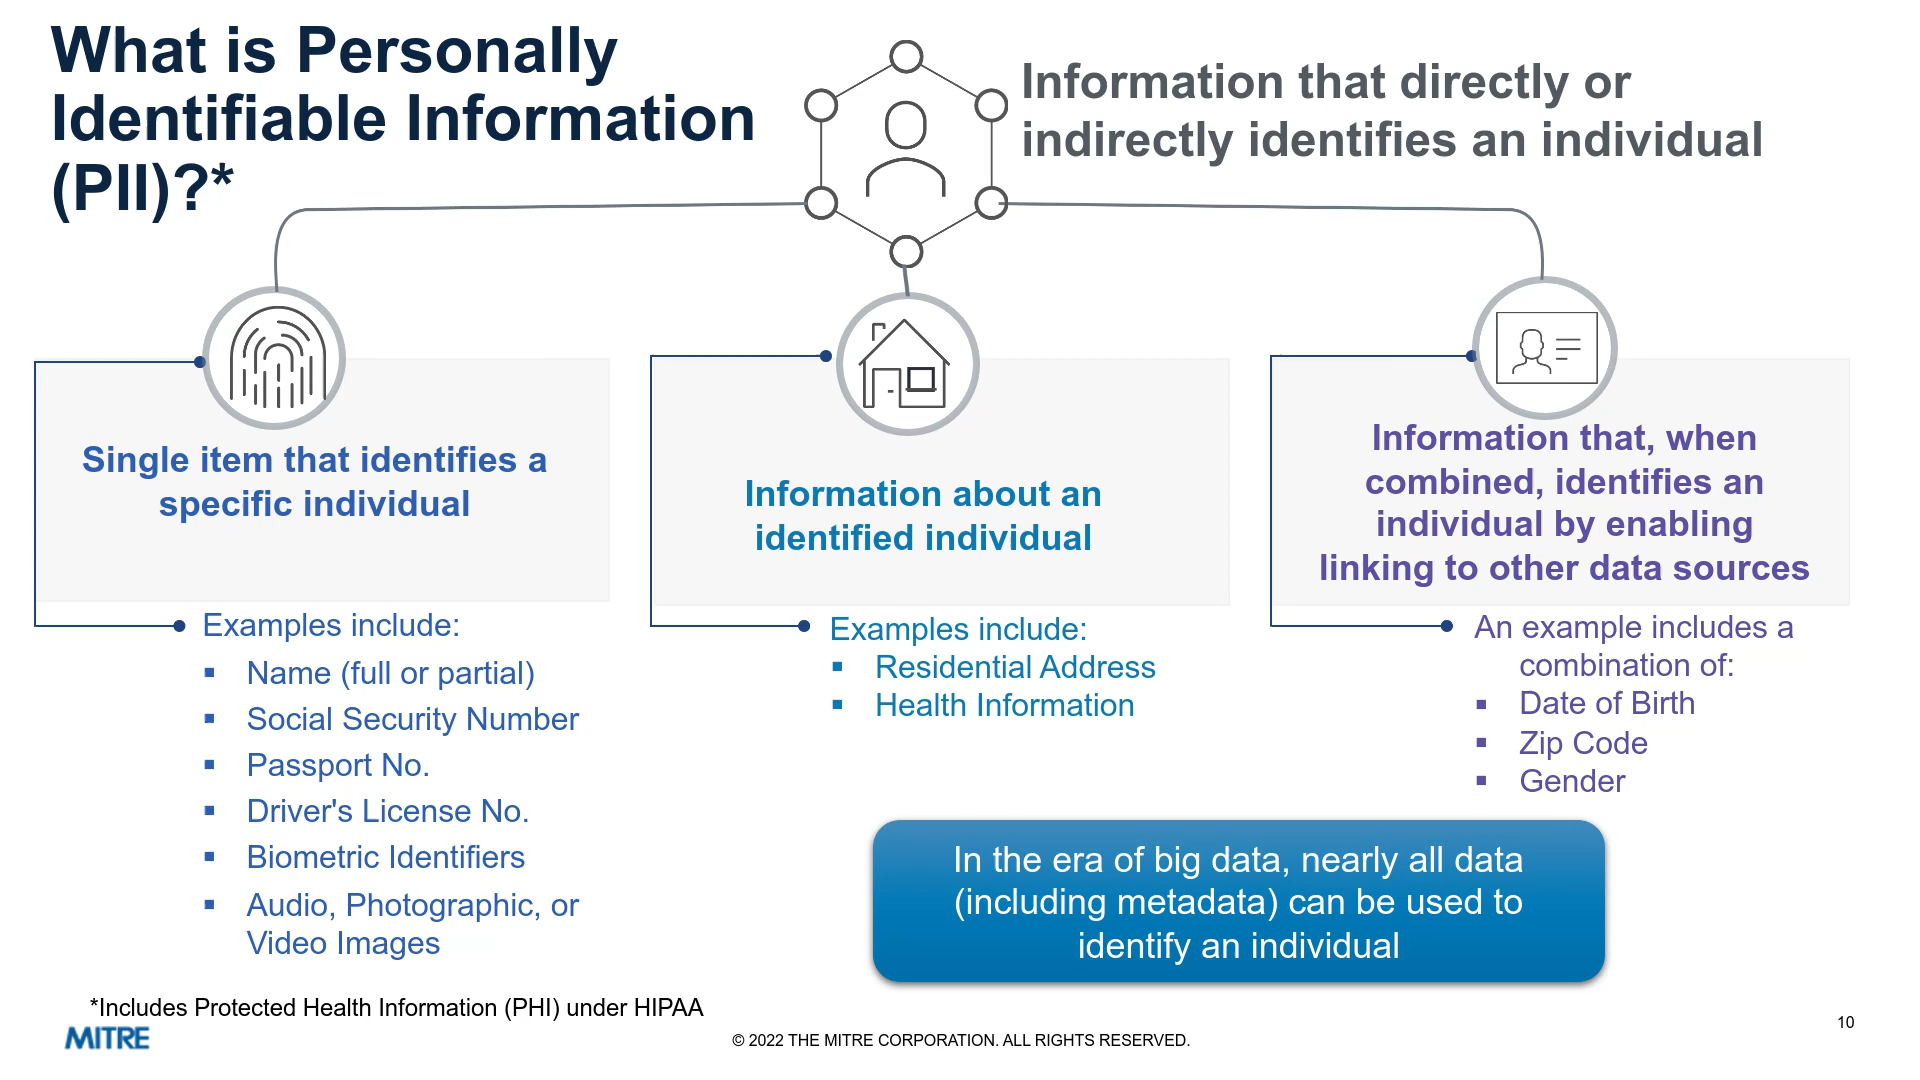 What is Personally
Identifiable Information
(PII)?*
Information that directly or
indirectly identifies an individual
Single item that identifies a
specific individual
Examples include:
▪ Name (full or partial)
▪ Social Security Number
▪ Passport No.
▪ Driver's License No.
▪ Biometric Identifiers
▪ Audio, Photographic, or
Video Images
Information about an
identified individual
Examples include:
▪ Residential Address
▪ Health Information
Information that, when
combined, identifies an
individual by enabling
linking to other data sources
An example includes a
combination of:
▪ Date of Birth
▪ Zip Code
▪ Gender
In the era of big data, nearly all data
(including metadata) can be used to
identify an individual
*Includes Protected Health Information (PHI) under HIPAA
MITRE
© 2022 THE MITRE CORPORATION. ALL RIGHTS RESERVED.
10